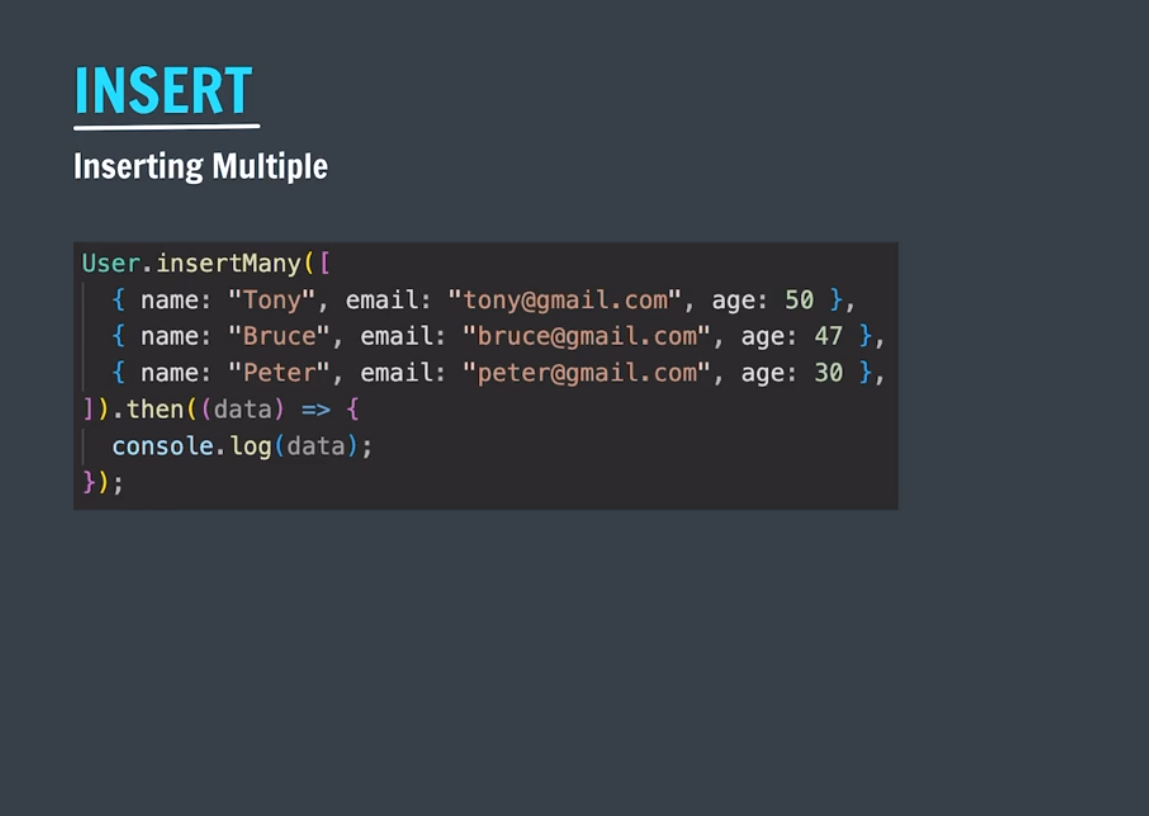 INSERT
Inserting Multiple
User.insertMany([
  { name: "Tony", email: "tony@gmail.com", age: 50 },
  { name: "Bruce", email: "bruce@gmail.com", age: 47 },
  { name: "Peter", email: "peter@gmail.com", age: 30 },
]).then((data) => {
  console.log(data);
});